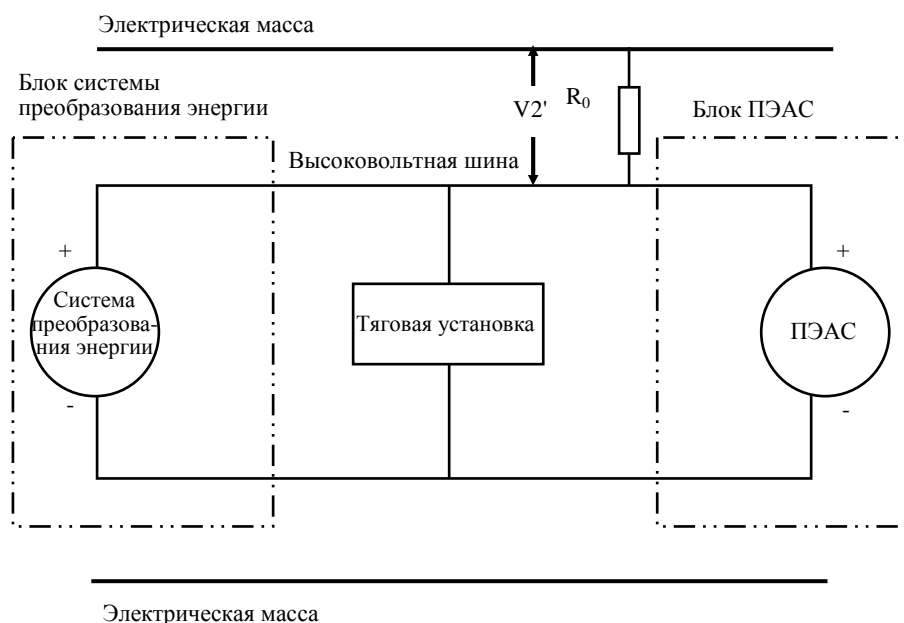 Электрическая масса
Блок системы
преобразования энергии
V2'
R0
Блок ПЭАС
Высоковольтная шина
+
+
Система
преобразова-
ния энергии
Тяговая установка
ПЭАС
-
-
Электрическая масса